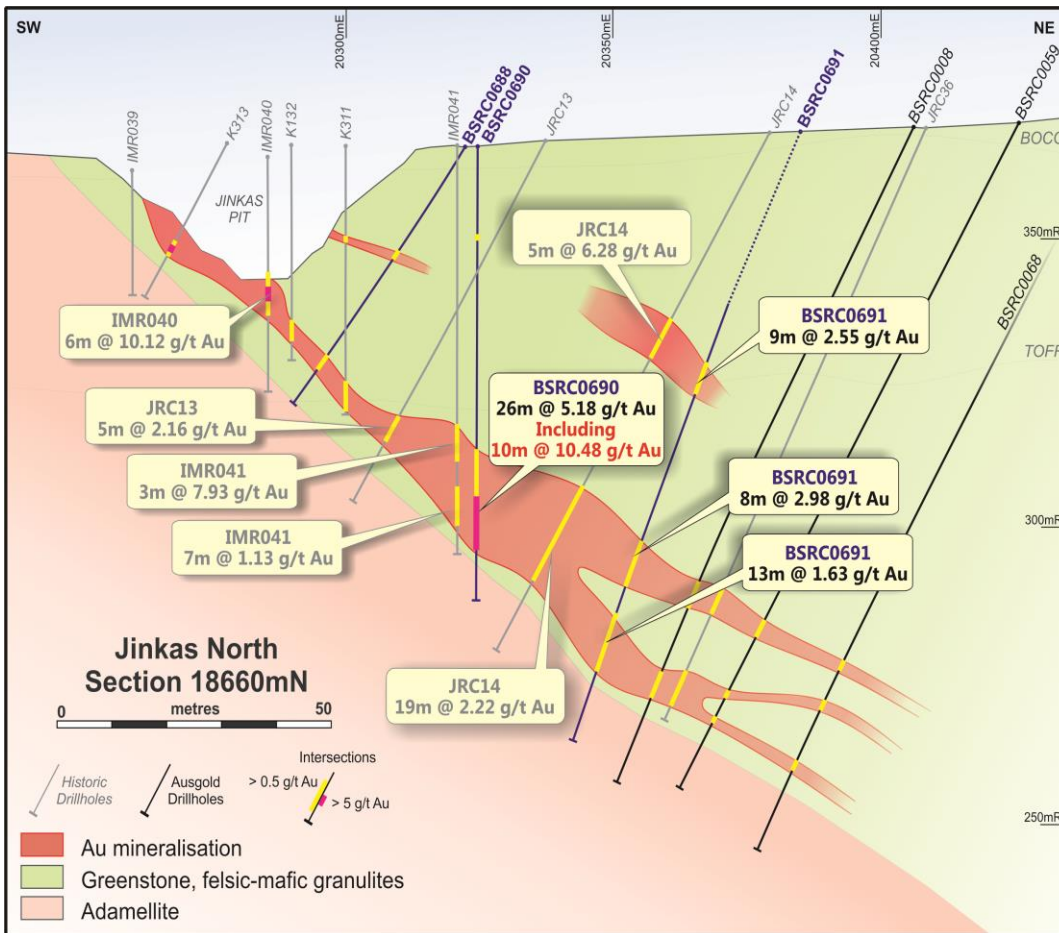 SW
20300mE
20350mE
20400mE
NE
IMR039
K313
IMR040
K132
K311
IMR041
BSRC0688
BSRC0690
JRC13
JRC14
BSRC0691
BSRC0008
JRC36
BSRC0059
BOCO
JINKAS
PIT
350mR
BSRC0068
TOFR
JRC14
5m @ 6.28 g/t Au
BSRC0691
9m @ 2.55 g/t Au
IMR040
6m @ 10.12 g/t Au
BSRC0690
26m @ 5.18 g/t Au
Including
10m @ 10.48 g/t Au
JRC13
5m @ 2.16 g/t Au
IMR041
3m @ 7.93 g/t Au
BSRC0691
8m @ 2.98 g/t Au
IMR041
7m @ 1.13 g/t Au
300mR
BSRC0691
13m @ 1.63 g/t Au
JRC14
19m @ 2.22 g/t Au
Jinkas North
Section 18660mN
0 metres 50
Historic
Drillholes
Ausgold
Drillholes
Intersections
> 0.5 g/t Au
> 5 g/t Au
250mR
Au mineralisation
Greenstone, felsic-mafic granulites
Adamellite